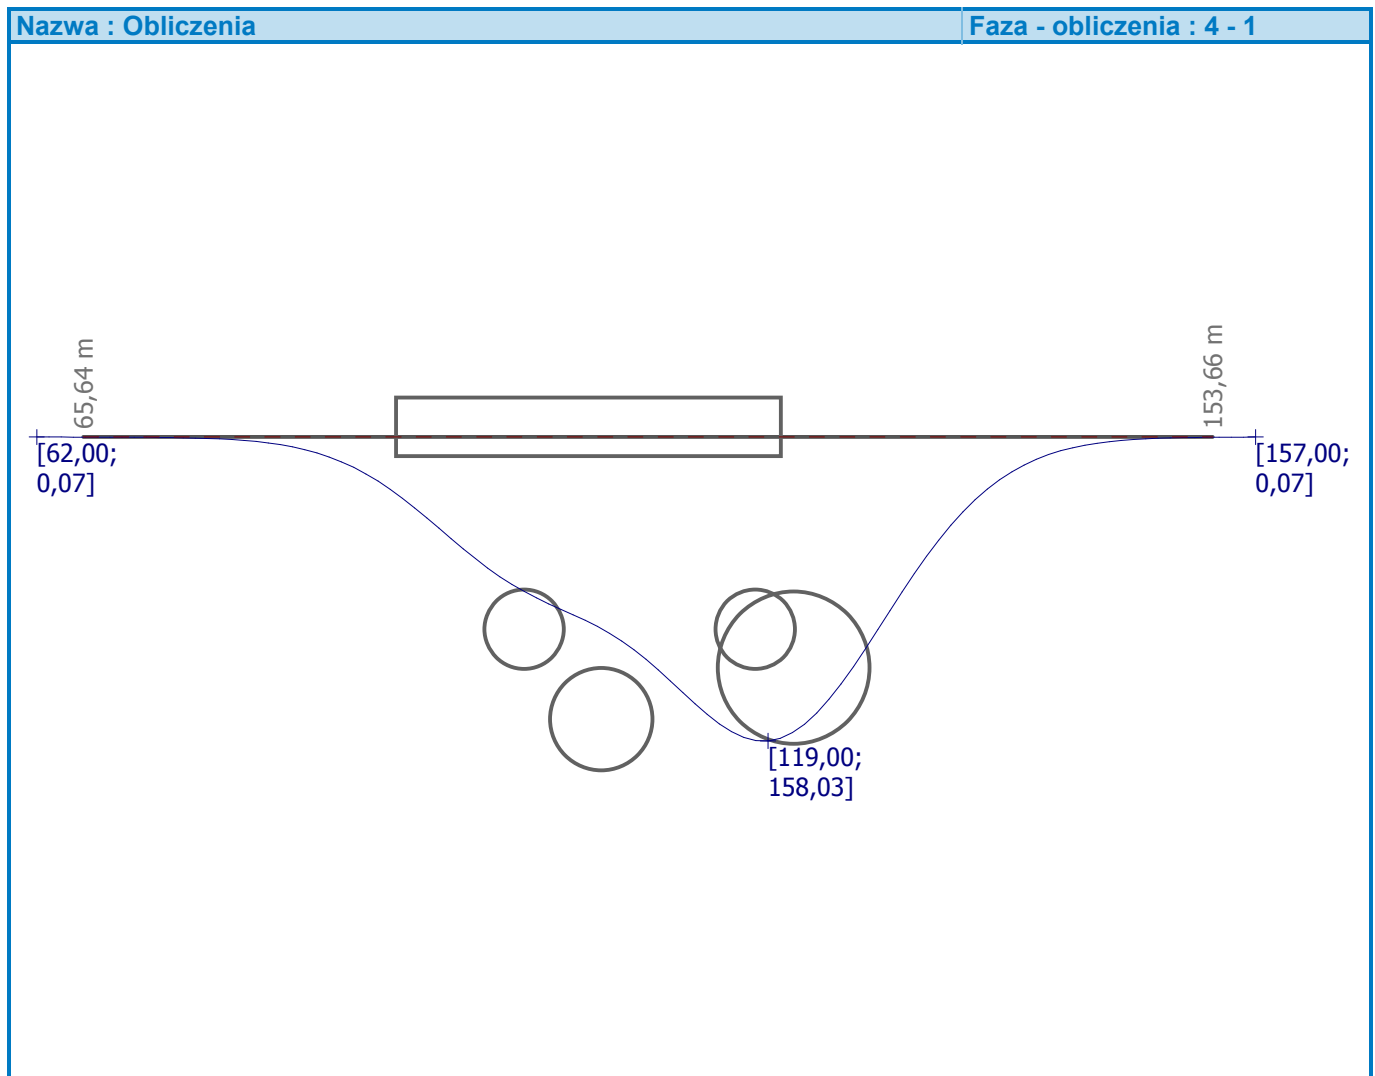 Nazwa : Obliczenia
Faza - obliczenia : 4 - 1
65,64 m
153,66 m
[62,00;
0,07]
[157,00;
0,07]
[119,00;
158,03]